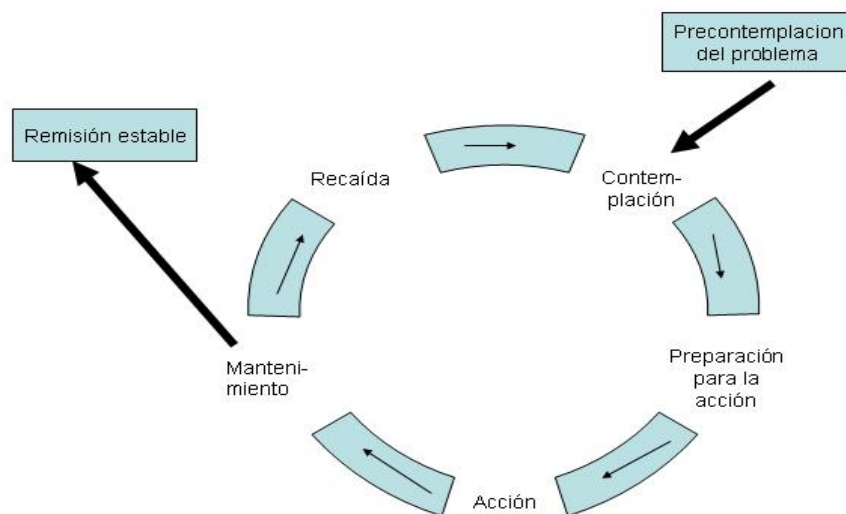 Precontemplacion
del problema
Remisión estable
Recaída
Contem-
plación
Manteni-
miento
Preparación
para la
acción
Acción